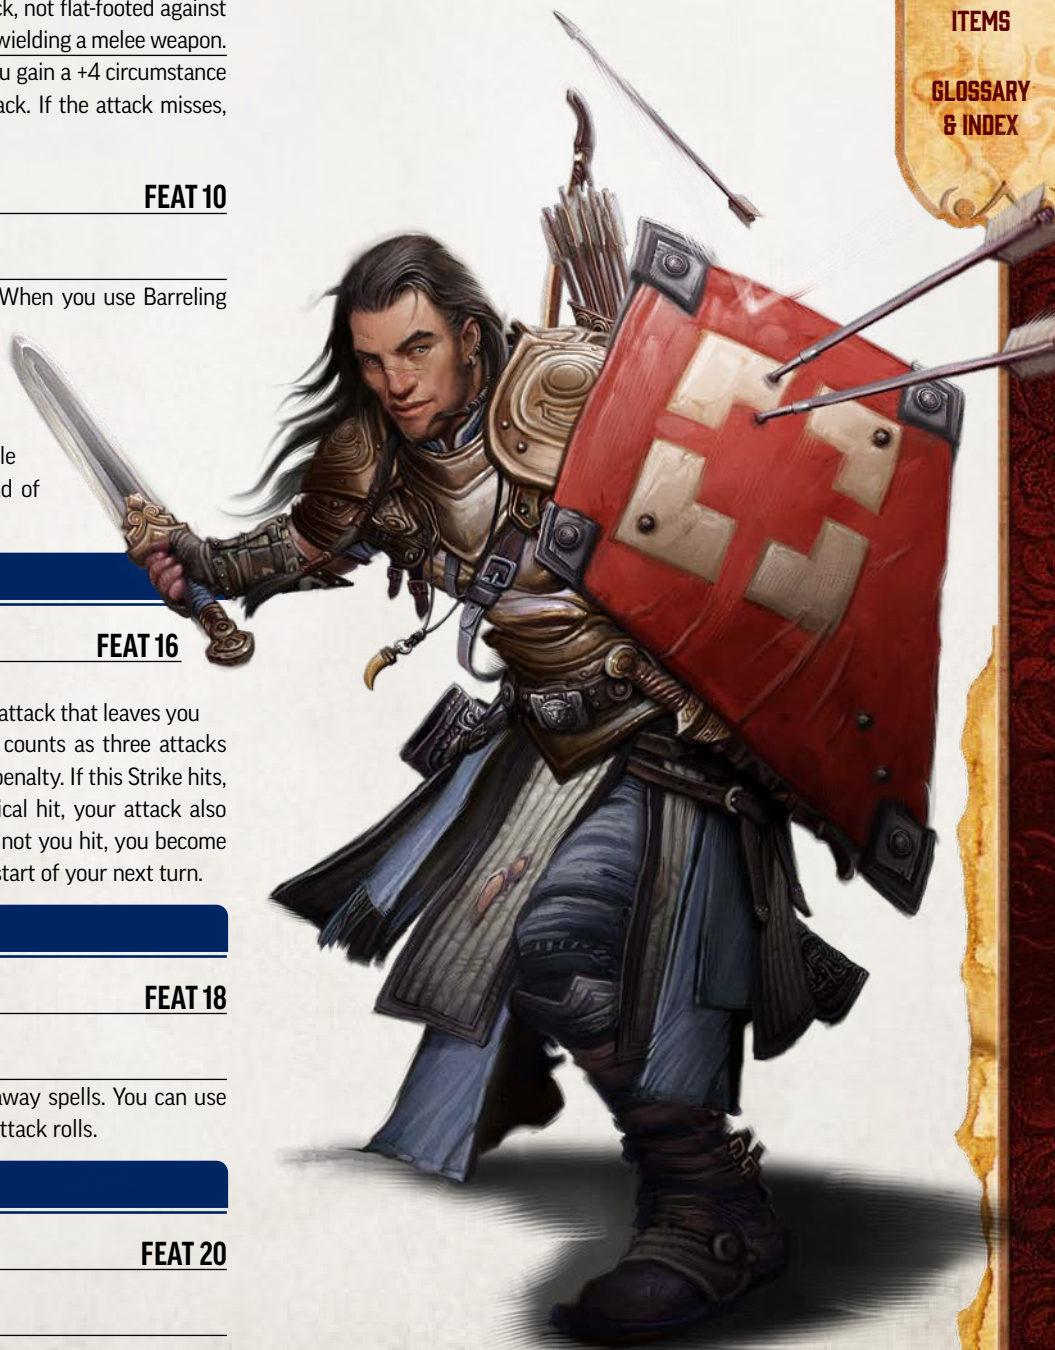 ck, not flat-footed against
wielding a melee weapon.
u gain a +4 circumstance
ack. If the attack misses,
FEAT 10
When you use Barreling
le
d of
FEAT 16
attack that leaves you
counts as three attacks
penalty. If this Strike hits,
ical hit, your attack also
not you hit, you become
start of your next turn.
FEAT 18
away spells. You can use
ttack rolls.
FEAT 20
ITEMS
GLOSSARY
& INDEX